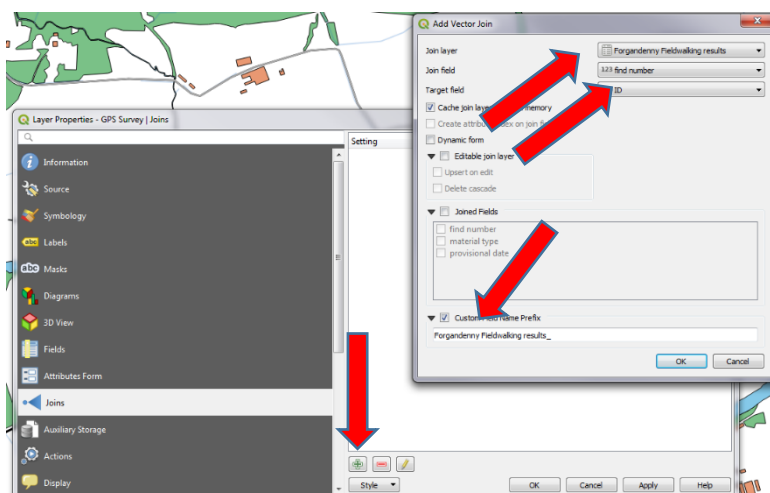 Add Vector Join
Join layer
Forgandenny Fieldwalking results
Join field
123 find number
Target field
ID
Cache join layer memory
Create attribute index on join fi
Dynamic form
Editable join layer
Upsert on edit
Delete cascade
Joined Fields
find number
material type
provisional date
Custom Field Name Prefix
Forgandenny Fieldwalking results_
OK
Cancel
Layer Properties - GPS Survey | Joins
Setting
Information
Source
Symbology
abc Labels
abc Masks
Diagrams
3D View
Fields
Attributes Form
Joins
Auxiliary Storage
Actions
Display
Style
OK
Cancel
Apply
Help